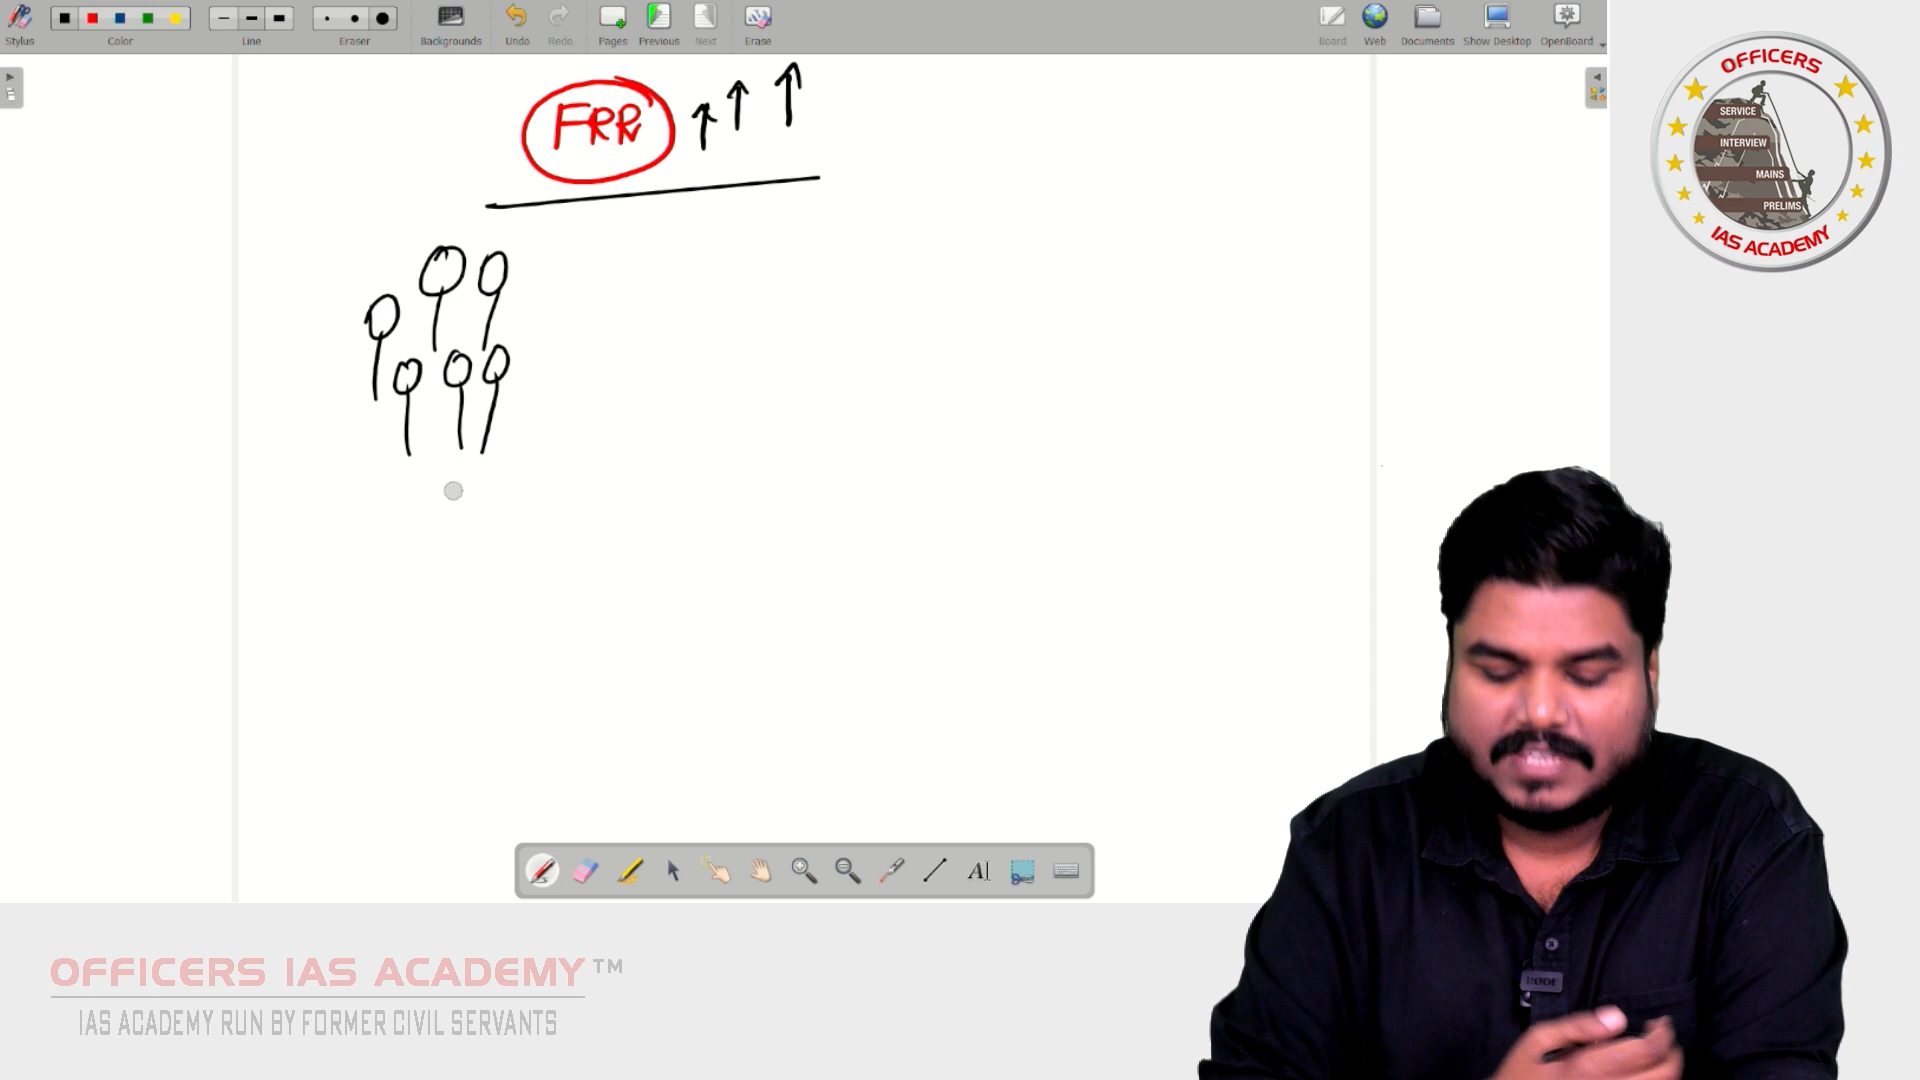 Stylus
Color
Line
Eraser
Backgrounds
Undo
Redo
Pages
Previous
Next
Erase
Board
Web
Documents
Show Desktop
OpenBoard
FRR
OFFICERS
SERVICE
INTERVIEW
MAINS
PRELIMS
IAS ACADEMY
A
RODE
OFFICERS IAS ACADEMY™
IAS ACADEMY RUN BY FORMER CIVIL SERVANTS